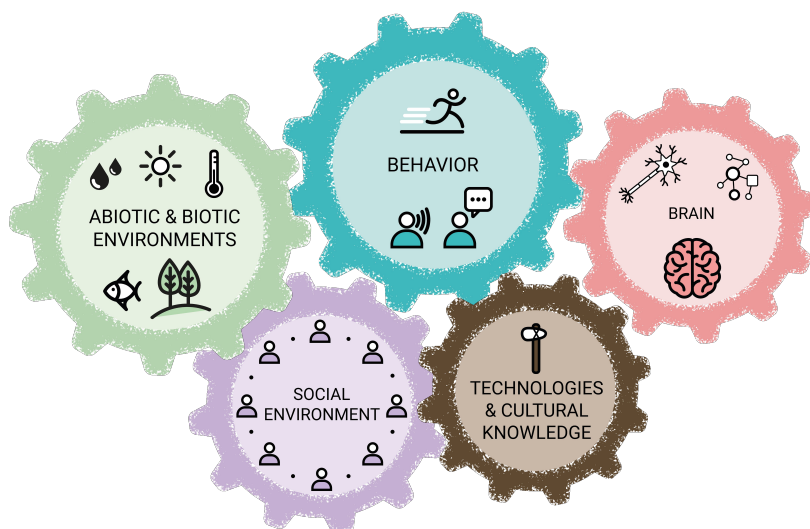 ABIOTIC & BIOTIC
ENVIRONMENTS
BEHAVIOR
BRAIN
SOCIAL
ENVIRONMENT
TECHNOLOGIES
& CULTURAL
KNOWLEDGE